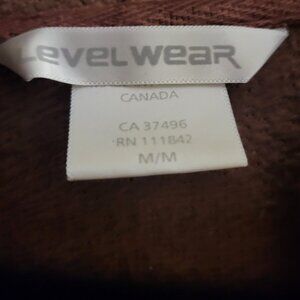 LEVELWEAR
CANADA
CA 37496
RN 111842
M/M